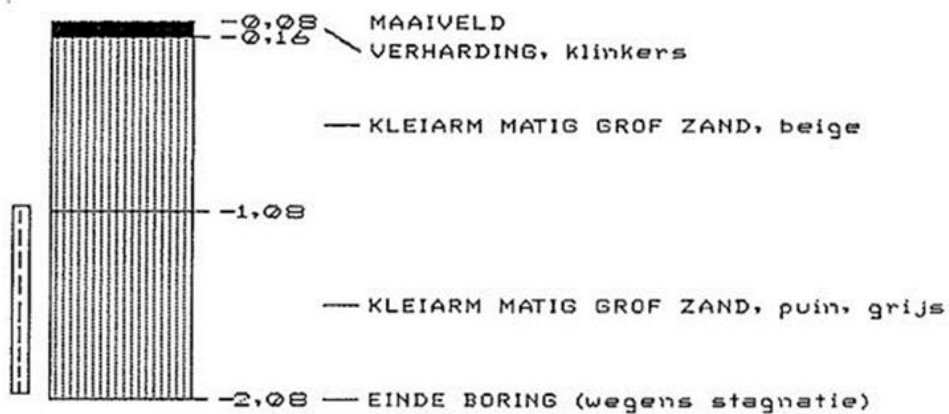 -0,08 MAAIVELD
-0,16 VERHARDING, klinkers
KLEIARM MATIG GROF ZAND, beige
-1,08
KLEIARM MATIG GROF ZAND, puin, grijs
-2,08 EINDE BORING (wegens stagnatie)